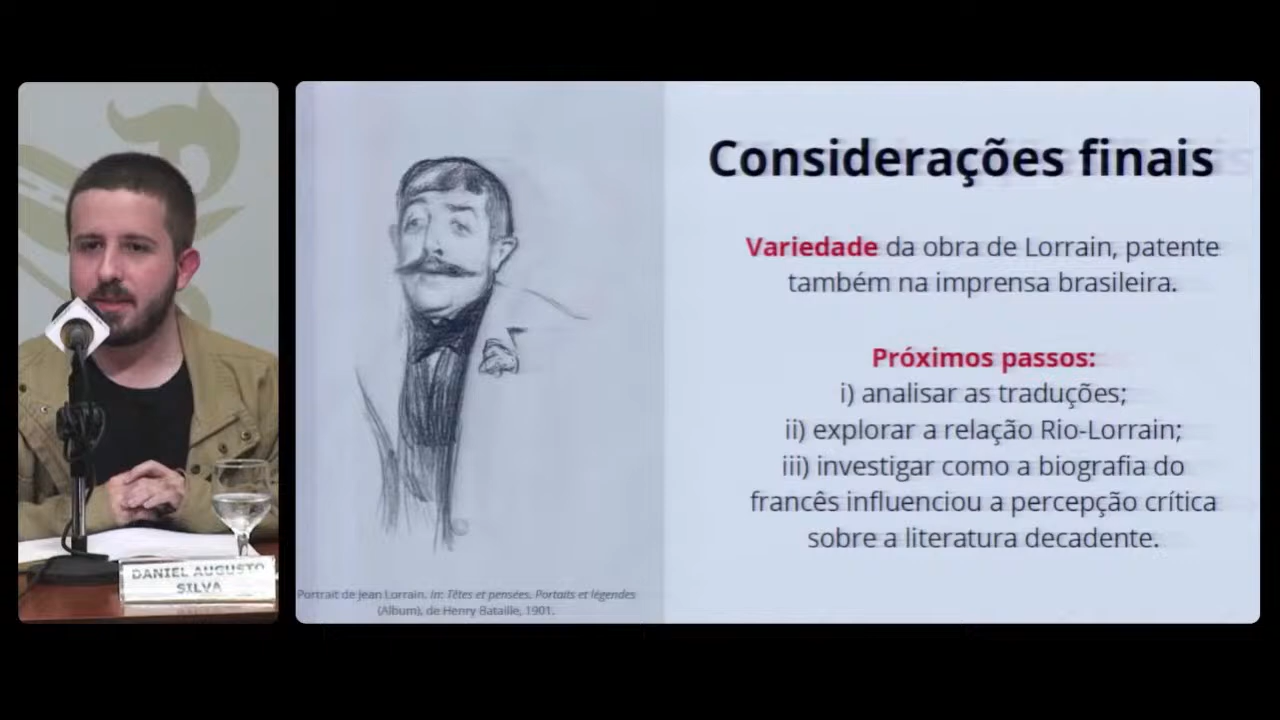 DANIEL AUGUSTO
SILVA
Considerações finais
Variedade da obra de Lorrain, patente
também na imprensa brasileira.
Próximos passos:
i) analisar as traduções;
ii) explorar a relação Rio-Lorrain;
iii) investigar como a biografia do
francês influenciou a percepção crítica
sobre a literatura decadente.
Portrait de Jean Lorrain. in: Têtes et pensées. Portaits et légendes
(Album), de Henry Bataille, 1901.